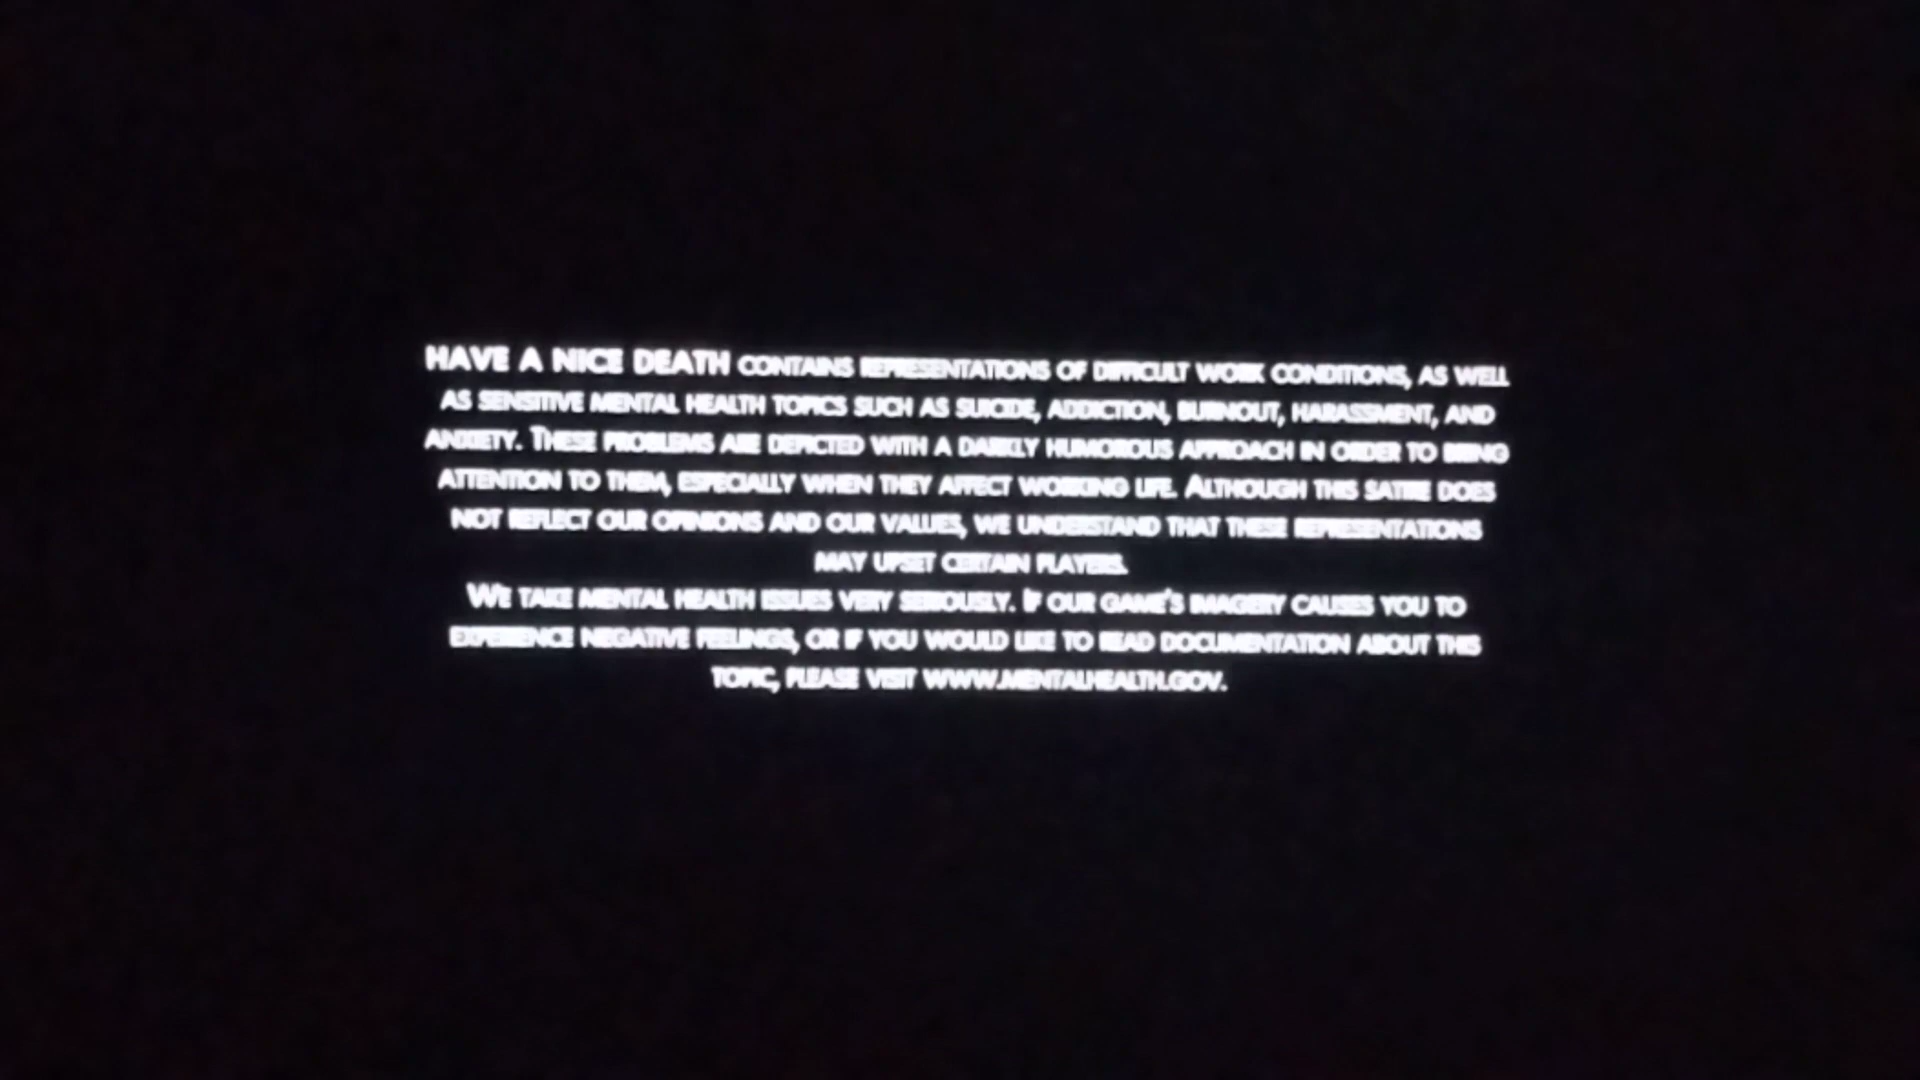 HAVE A NICE DEATH CONTAINS REPRESENTATIONS OF DIFFICULT WORK CONDITIONS, AS WELL
AS SENSITIVE MENTAL HEALTH TOPICS SUCH AS SUICIDE, ADDICTION, BURNOUT, HARASSMENT, AND
ANXIETY. THESE PROBLEMS ARE DEPICTED WITH A DARKLY HUMOROUS APPROACH IN ORDER TO BRING
ATTENTION TO THEM, ESPECIALLY WHEN THEY AFFECT WORKING LIFE. ALTHOUGH THIS SATIRE DOES
NOT REFLECT OUR OPINIONS AND OUR VALUES, WE UNDERSTAND THAT THESE REPRESENTATIONS
MAY UPSET CERTAIN PLAYERS.
WE TAKE MENTAL HEALTH ISSUES VERY SERIOUSLY. IF OUR GAME'S IMAGERY CAUSES YOU TO
EXPERIENCE NEGATIVE FEELINGS, OR IF YOU WOULD LIKE TO READ DOCUMENTATION ABOUT THIS
TOPIC, PLEASE VISIT WWW.MENTALHEALTH.GOV.